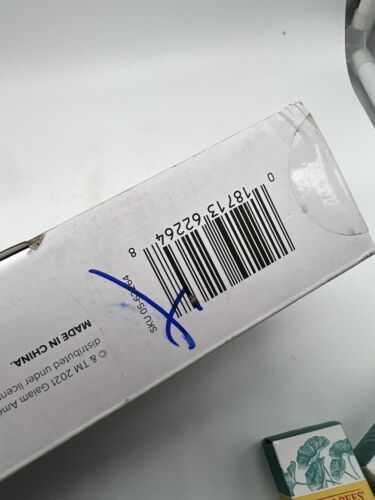 0 18713 62264 8
SKU 05-62264
MADE IN CHINA.
distributed under licen
© & TM 2021 Gaiam Ame